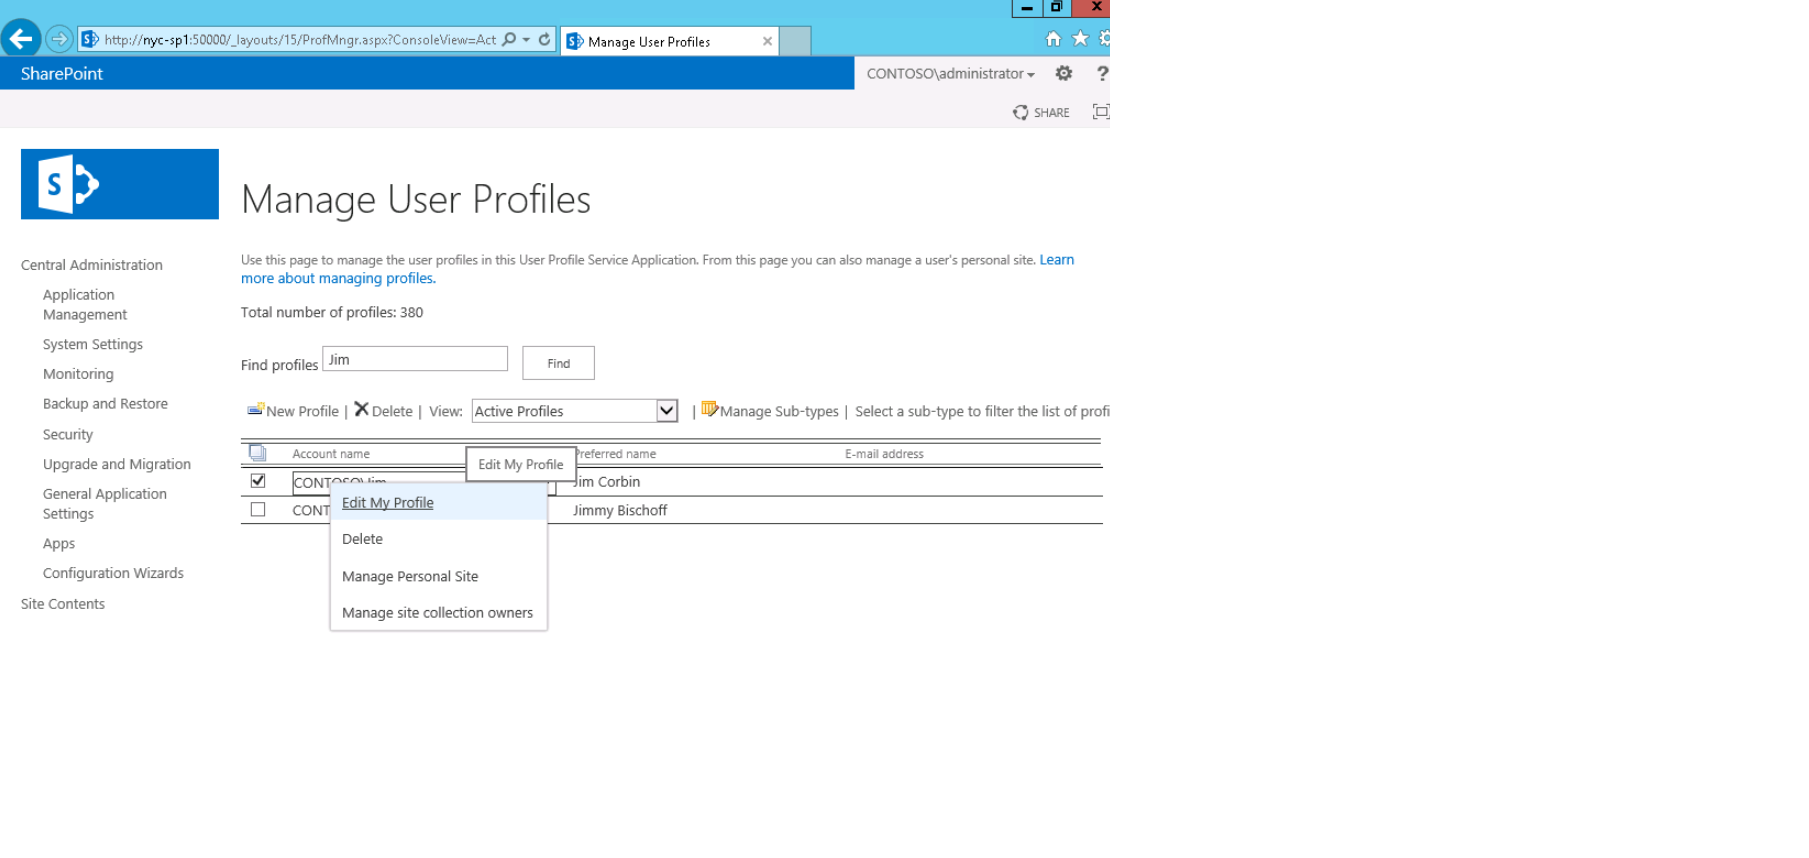 http://nyc-sp1:50000/_layouts/15/ProfMngr.aspx?ConsoleView=Act
Manage User Profiles
SharePoint
CONTOSO\administrator
?
SHARE
S
Manage User Profiles
Central Administration
Application
Management
System Settings
Monitoring
Backup and Restore
Security
Upgrade and Migration
General Application
Settings
Apps
Configuration Wizards
Site Contents
Use this page to manage the user profiles in this User Profile Service Application. From this page you can also manage a user's personal site. Learn
more about managing profiles.
Total number of profiles: 380
Find profiles Jim Find
New Profile | Delete | View: Active Profiles | Manage Sub-types | Select a sub-type to filter the list of profi
Account name Preferred name E-mail address
Edit My Profile
CONTOSO\Jim Jim Corbin
CONT Jimmy Bischoff
Edit My Profile
Delete
Manage Personal Site
Manage site collection owners